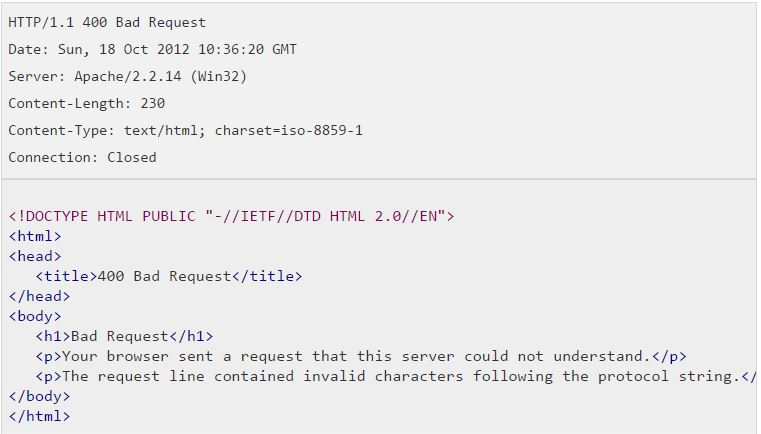 HTTP/1.1 400 Bad Request
Date: Sun, 18 Oct 2012 10:36:20 GMT
Server: Apache/2.2.14 (Win32)
Content-Length: 230
Content-Type: text/html; charset=iso-8859-1
Connection: Closed
<!DOCTYPE HTML PUBLIC "-//IETF//DTD HTML 2.0//EN">
<html>
<head>
<title>400 Bad Request</title>
</head>
<body>
<h1>Bad Request</h1>
<p>Your browser sent a request that this server could not understand.</p>
<p>The request line contained invalid characters following the protocol string.</
</body>
</html>